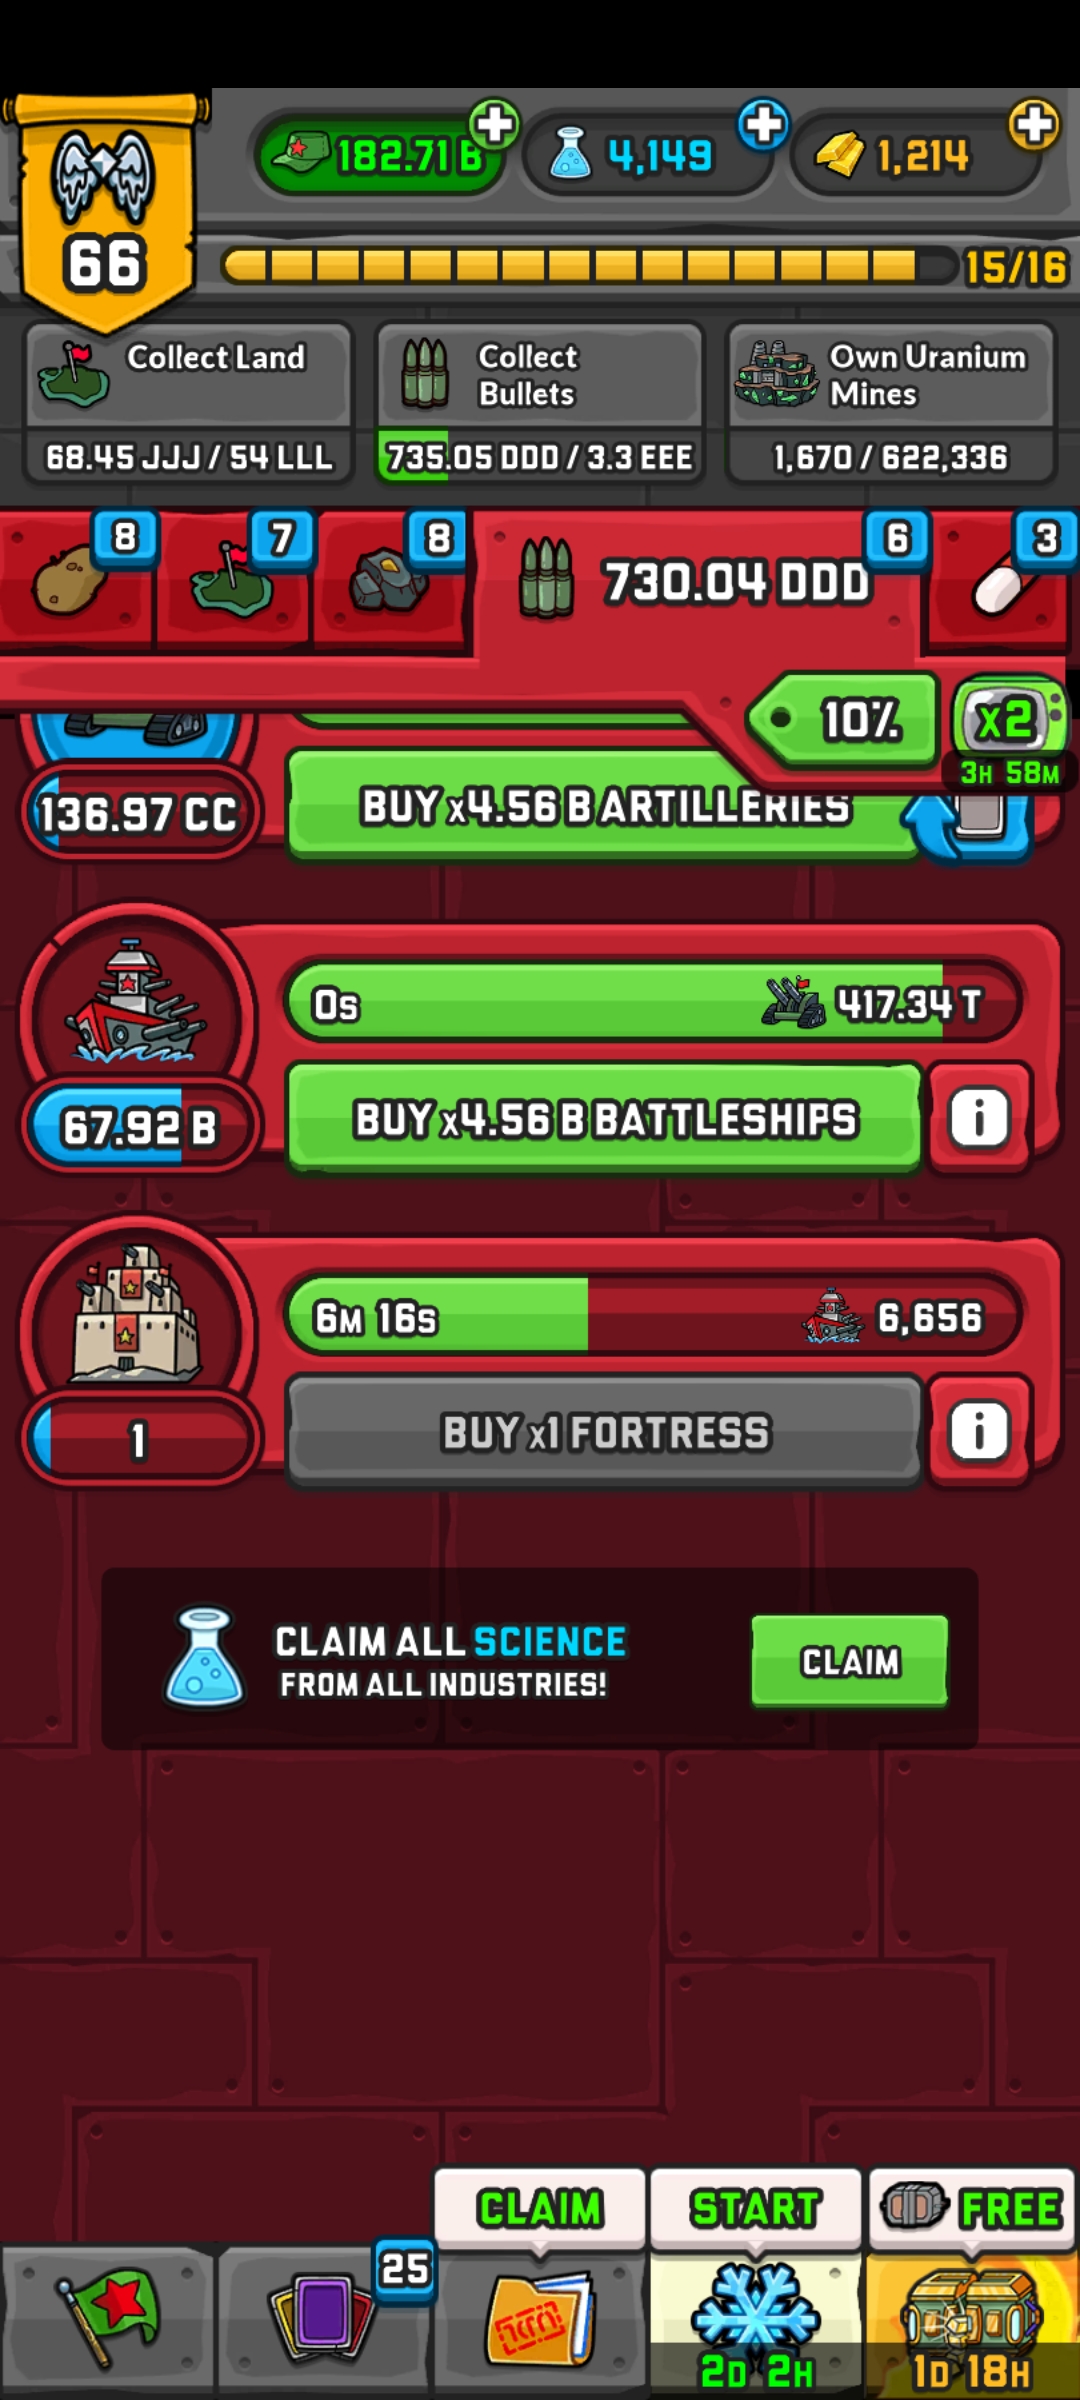 182.71 B
4,149
1,214
66
15/16
Collect Land
68.45 JJJ / 54 LLL
Collect
Bullets
735.05 DDD / 3.3 EEE
Own Uranium
Mines
1,670 / 622,336
8
7
8
730.04 DDD
6
3
10%
x2
3H 58M
136.97 CC
BUY x4.56 B ARTILLERIES
0s
417.34 T
67.92 B
BUY x4.56 B BATTLESHIPS
i
6M 16s
6,656
1
BUY x1 FORTRESS
i
CLAIM ALL SCIENCE
FROM ALL INDUSTRIES!
CLAIM
CLAIM
START
FREE
25
2D 2H
1D 18H